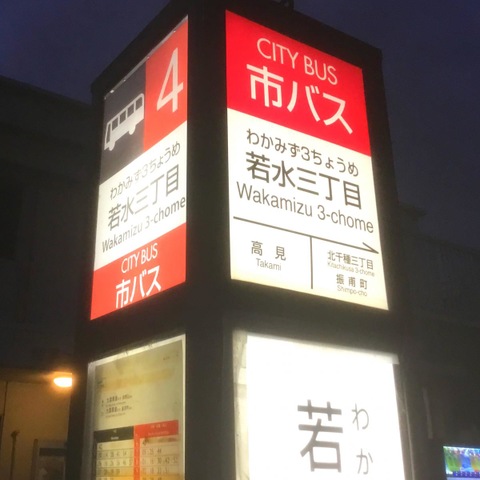 4
わかみず3ちょうめ
若水三丁目
Wakamizu 3-chome
CITY BUS
市バス
CITY BUS
市バス
わかみず3ちょうめ
若水三丁目
Wakamizu 3-chome
高見
Takami
北千種三丁目
Kitachikusa 3-chome
振甫町
Shimpo-cho
わか
若